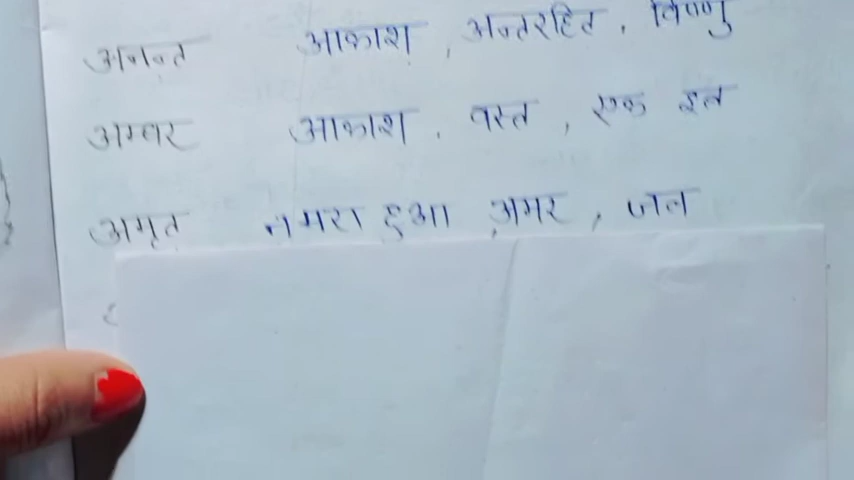 अनन्त आकाश, अन्तरहित, विष्णु
अम्बर आकाश, वस्त, एक इत
अमृत न मरा हुआ अमर, जल